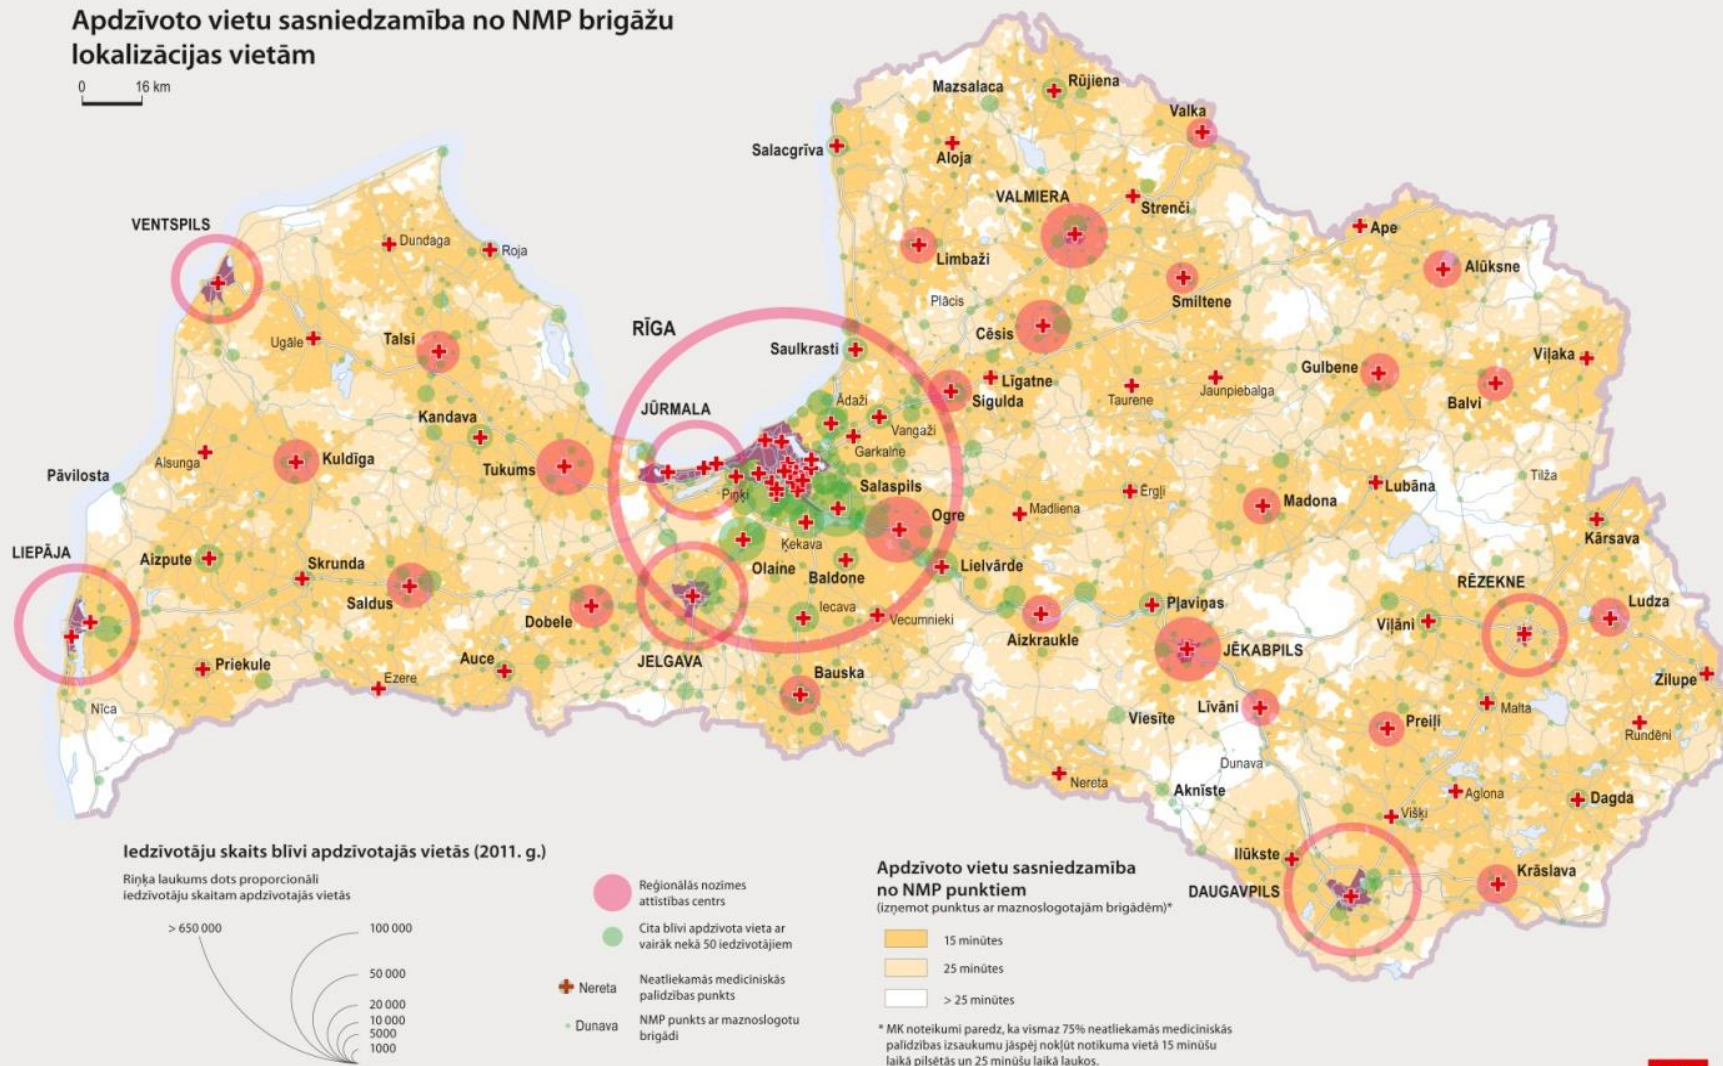 Apdzīvoto vietu sasniedzamība no NMP brigāžu
lokalizācijas vietām
0 16 km
Mazsalaca
Rūjiena
Valka
Salacgrīva
Aloja
VALMIERA
Strenči
VENTSPILS
Dundaga
Roja
Limbaži
Ape
Alūksne
Smiltene
Plācis
RĪGA
Cēsis
Ugāle
Talsi
Saulkrasti
Viļaka
Gulbene
Līgatne
Sigulda
Taurene
Jaunpiebalga
Balvi
Kandava
JŪRMALA
Ādaži
Vangaži
Garkalne
Alsunga
Kuldīga
Tukums
Pāvilosta
Piņķi
Salaspils
Ērgļi
Lubāna
Tilža
Madona
Ogre
Madliena
Kārsava
LIEPĀJA
Aizpute
Skrunda
Ķekava
Olaine
Baldone
Lielvārde
RĒZEKNE
Saldus
Dobele
Iecava
Vecumnieki
Pļaviņas
Viļāni
Ludza
Aizkraukle
JĒKABPILS
Priekule
Auce
JELGAVA
Bauska
Ezere
Zilupe
Nīca
Viesīte
Līvāni
Preiļi
Malta
Rundēni
Dunava
Nereta
Aknīste
Aglona
Dagda
Višķi
Ilūkste
Krāslava
DAUGAVPILS
Iedzīvotāju skaits blīvi apdzīvotajās vietās (2011. g.)
Riņķa laukums dots proporcionāli
iedzīvotāju skaitam apdzīvotajās vietās
> 650 000
100 000
50 000
20 000
10 000
5000
1000
Reģionālās nozīmes
attīstības centrs
Cita blīvi apdzīvota vieta ar
vairāk nekā 50 iedzīvotājiem
Nereta
Neatliekamās medicīniskās
palīdzības punkts
Dunava
NMP punkts ar maznoslogotu
brigādi
Apdzīvoto vietu sasniedzamība
no NMP punktiem
(izņemot punktus ar maznoslogotajām brigādēm)*
15 minūtes
25 minūtes
> 25 minūtes
* MK noteikumi paredz, ka vismaz 75% neatliekamās medicīniskās
palīdzības izsaukumu jāspēj nokļūt notikuma vietā 15 minūšu
laikā pilsētās un 25 minūšu laikā laukos.